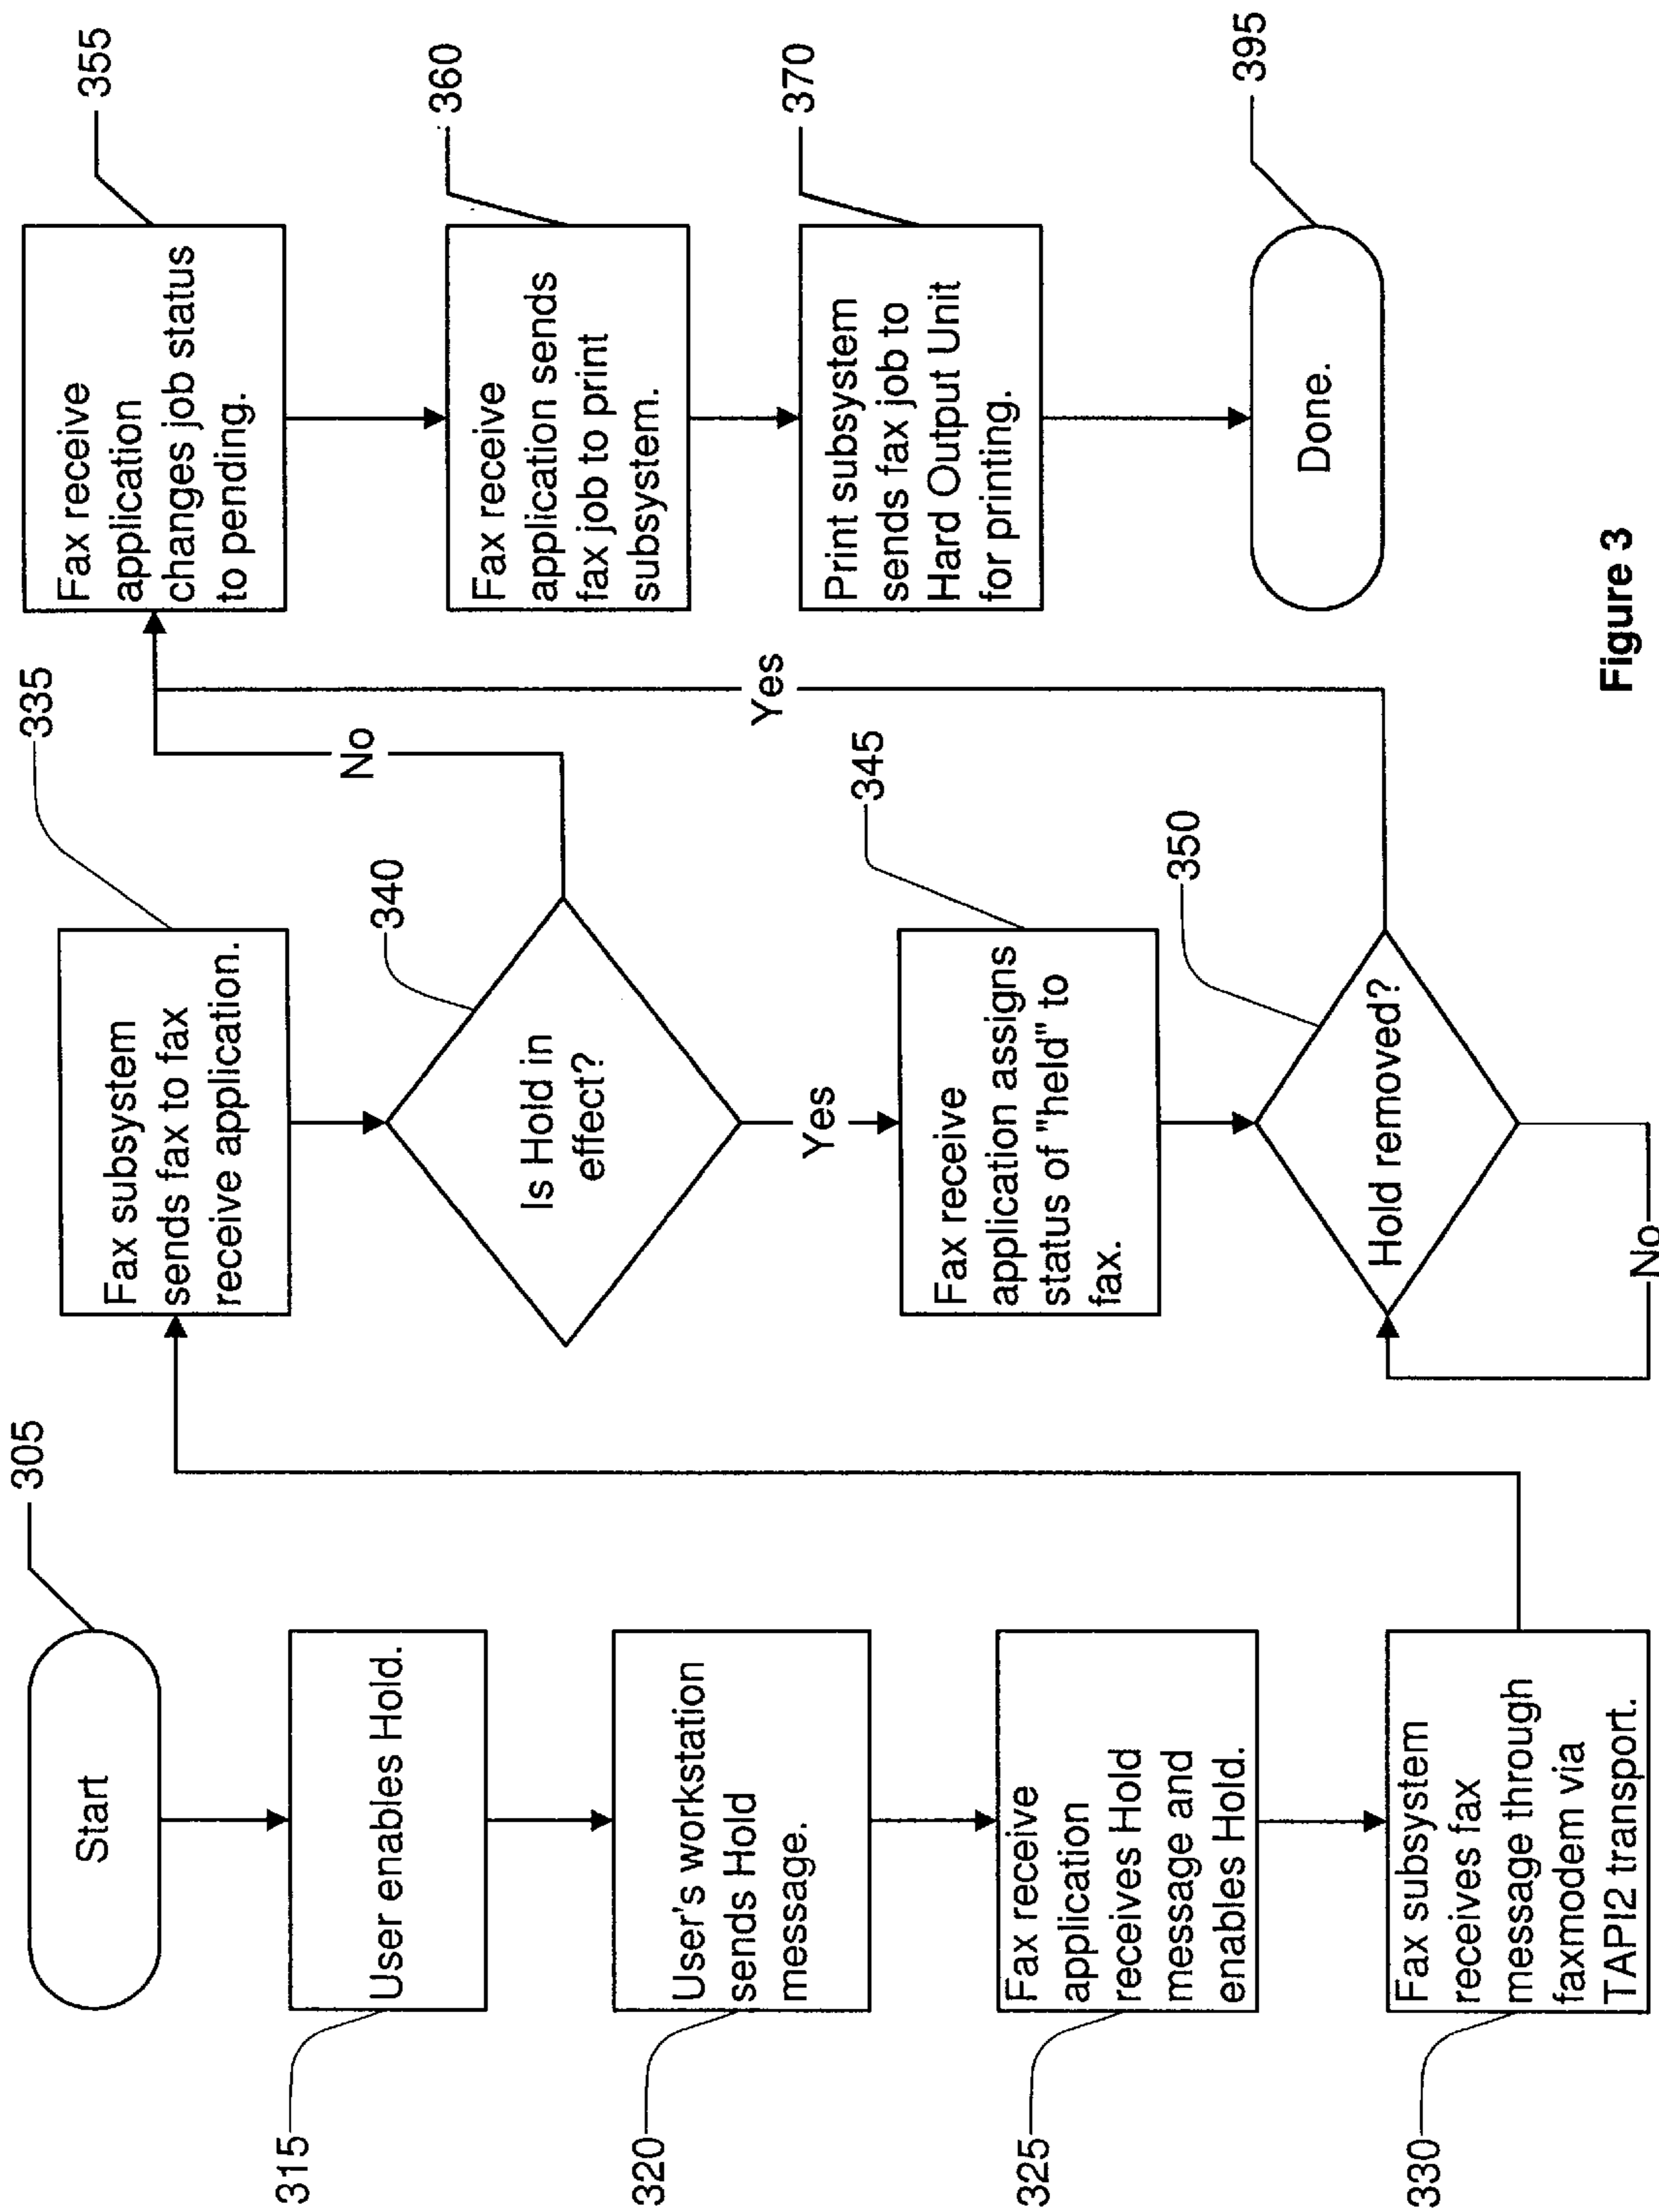 305
Start
315
User enables Hold.
320
User's workstation
sends Hold
message.
325
Fax receive
application
receives Hold
message and
enables Hold.
330
Fax subsystem
receives fax
message through
faxmodem via
TAPI2 transport.
335
Fax subsystem
sends fax to fax
receive application.
340
Is Hold in
effect?
No
Yes
345
Fax receive
application assigns
status of "held" to
fax.
350
Hold removed?
No
Yes
355
Fax receive
application
changes job status
to pending.
360
Fax receive
application sends
fax job to print
subsystem.
370
Print subsystem
sends fax job to
Hard Output Unit
for printing.
395
Done.
Figure 3